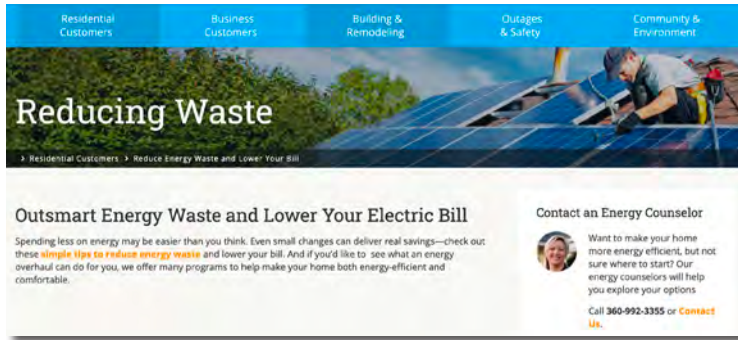 Residential Customers
Business Customers
Building & Remodeling
Outages & Safety
Community & Environment
Reducing Waste
› Residential Customers › Reduce Energy Waste and Lower Your Bill
Outsmart Energy Waste and Lower Your Electric Bill
Spending less on energy may be easier than you think. Even small changes can deliver real savings—check out
these simple tips to reduce energy waste and lower your bill. And if you'd like to see what an energy
overhaul can do for you, we offer many programs to help make your home both energy-efficient and
comfortable.
Contact an Energy Counselor
Want to make your home
more energy efficient, but not
sure where to start? Our
energy counselors will help
you explore your options
Call 360-992-3355 or Contact
Us.